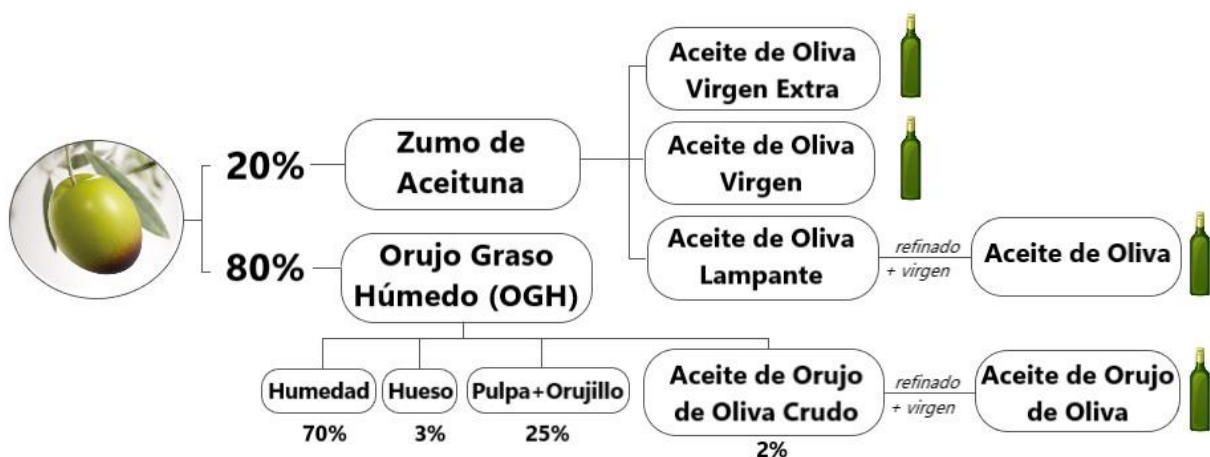 Aceite de Oliva
Virgen Extra
20%
Zumo de
Aceituna
Aceite de Oliva
Virgen
80%
Orujo Graso
Húmedo (OGH)
Aceite de Oliva
Lampante
refinado
+ virgen
Aceite de Oliva
Humedad
70%
Hueso
3%
Pulpa+Orujillo
25%
Aceite de Orujo
de Oliva Crudo
2%
refinado
+ virgen
Aceite de Orujo
de Oliva